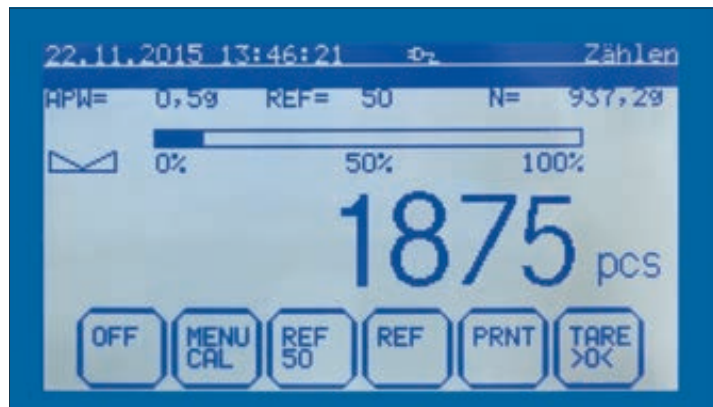 22.11.2015 13:46:21 Zählen
APW= 0,5g REF= 50 N= 937,2g
0% 50% 100%
1875 pcs
OFF MENU CAL REF 50 REF PRNT TARE >0<